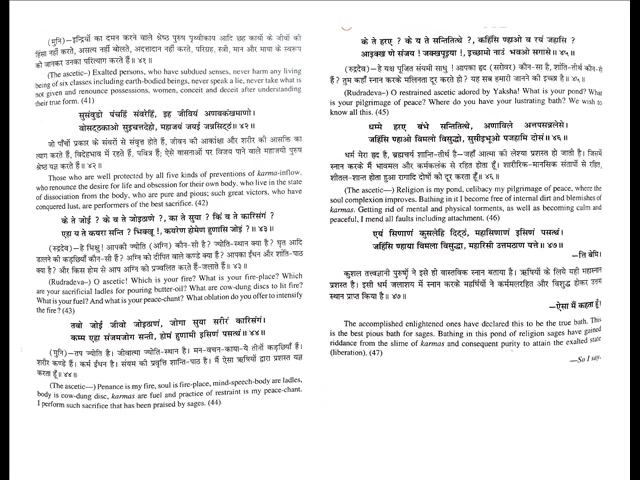 (मुनि)—इन्द्रियों का दमन करने वाले श्रेष्ठ पुरुष पृथ्वीकाय आदि छह कायों के जीवों की
हिंसा नहीं करते, असत्य नहीं बोलते, अदत्तादान नहीं करते, परिग्रह, स्त्री, मान और माया के स्वरूप
को जानकर उनका परित्याग करते हैं ॥ ४१ ॥
(The ascetic–) Exalted persons, who have subdued senses, never harm any living
being of six classes including earth-bodied beings, never speak a lie, never take what is
not given and renounce possessions, women, conceit and deceit after understanding
their true form. (41)
सुसंवुडो पंचहिं संवरेहिं, इह जीवियं अणवकंखमाणो ।
वोसट्ठकाओ सुइचत्तदेहो, महाजयं जयई जन्नसिट्ठं ॥ ४२ ॥
जो पाँचों प्रकार के संवरों से संवृत होते हैं, जीवन की आकांक्षा और शरीर की आसक्ति का
त्याग करते हैं, विदेहभाव में रहते हैं, पवित्र हैं; ऐसे वासनाओं पर विजय पाने वाले महाजयी पुरुष
श्रेष्ठ यज्ञ करते हैं ॥ ४२ ॥
Those who are well protected by all five kinds of preventions of karma-inflow,
who renounce the desire for life and obsession for their own body, who live in the state
of dissociation from the body, who are pure and pious; such great victors, who have
conquered lust, are performers of the best sacrifice. (42)
के ते जोई ? के व ते जोइठाणे ?, का ते सुया ? किं व ते कारिसंगं ?
एहा य ते कयरा सन्ति ? भिक्खू !, कयरेण होमेण हुणासि जोइं ? ॥ ४३ ॥
(रुद्रदेव)—हे भिक्षु ! आपकी ज्योति (अग्नि) कौन-सी है ? ज्योति-स्थान क्या है ? घृत आदि
डालने की कड़छियाँ कौन-सी हैं ? अग्नि को दीपित वाले कण्डे क्या हैं ? आपका ईंधन और शांति-पाठ
क्या है ? और किस होम से आप अग्नि को प्रज्वलित करते हैं-जलाते हैं ॥ ४३ ॥
(Rudradeva–) O ascetic! Which is your fire? What is your fire-place? Which
are your sacrificial ladles for pouring butter-oil? What are cow-dung discs to lit fire?
What is your fuel? And what is your peace-chant? What oblation do you offer to intensify
the fire? (43)
तवो जोई जीवो जोइठाणं, जोगा सुया सरीरं कारिसंगं ।
कम्म एहा संजमजोग सन्ती, होमं हुणामी इसिणं पसत्थं ॥ ४४ ॥
(मुनि)—तप ज्योति है। जीवात्मा ज्योति-स्थान है। मन-वचन-काया-ये तीनों कड़छियाँ हैं।
शरीर कण्डे हैं। कर्म ईंधन है। संयम की प्रवृत्ति शान्ति-पाठ है। मैं ऐसा ऋषियों द्वारा प्रशस्त यज्ञ
करता हूँ ॥ ४४ ॥
(The ascetic—) Penance is my fire, soul is fire-place, mind-speech-body are ladles,
body is cow-dung disc, karmas are fuel and practice of restraint is my peace-chant.
I perform such sacrifice that has been praised by sages. (44)
के ते हरए ? के य ते सन्तितित्थे ?, कहिंसि ण्हाओ व रयं जहासि ?
आइक्ख णे संजय ! जक्खपूइया !, इच्छामो नाउं भवओ सगासे ॥ ४५ ॥
(रुद्रदेव)—हे यक्ष पूजित संयमी साधु ! आपका हृद (सरोवर) कौन-सा है, शांति-तीर्थ कौन-से
हैं ? तुम कहाँ स्नान करके मलिनता दूर करते हो ? यह सब हमारी जानने की इच्छा है ॥ ४५ ॥
(Rudradeva–) O restrained ascetic adored by Yaksha! What is your pond? What
is your pilgrimage of peace? Where do you have your lustrating bath? We wish to
know all this. (45)
धम्मे हरए बंभे सन्तितित्थे, अणाविले अत्तपसन्नलेसे ।
जहिंसि ण्हाओ विमलो विसुद्धो, सुसीइभूओ पजहामि दोसं ॥ ४६ ॥
धर्म मेरा हृद है, ब्रह्मचर्य शान्ति-तीर्थ है—जहाँ आत्मा की लेश्या प्रशस्त हो जाती है। जिसमें
स्नान करके मैं भावमल और कर्मकलंक से रहित होता हूँ। शारीरिक-मानसिक संतापों से रहित,
शीतल-शान्त होता हुआ रागादि दोषों को दूर करता हूँ ॥ ४६ ॥
(The ascetic—) Religion is my pond, celibacy my pilgrimage of peace, where the
soul complexion improves. Bathing in it I become free of internal dirt and blemishes of
karmas. Getting rid of mental and physical torments, as well as becoming calm and
peaceful, I mend all faults including attachment. (46)
एयं सिणाणं कुसलेहि दिट्ठं, महासिणाणं इसिणं पसत्थं ।
जहिंसि ण्हाया विमला विसुद्धा, महारिसी उत्तमठाण पत्ते ॥ ४७ ॥
—त्ति बेमि।
कुशल तत्त्वज्ञानी पुरुषों ने इसे ही वास्तविक स्नान बताया है। ऋषियों के लिये यही महास्नान
प्रशस्त है। इसी धर्म जलाशय में स्नान करके महर्षियों ने कर्ममलरहित और विशुद्ध होकर उत्तम
स्थान प्राप्त किया है ॥ ४७ ॥
—ऐसा मैं कहता हूँ।
The accomplished enlightened ones have declared this to be the true bath. This
is the best pious bath for sages. Bathing in this pond of religion sages have gained
riddance from the slime of karmas and consequent purity to attain the exalted state
(liberation). (47)
—So I say.